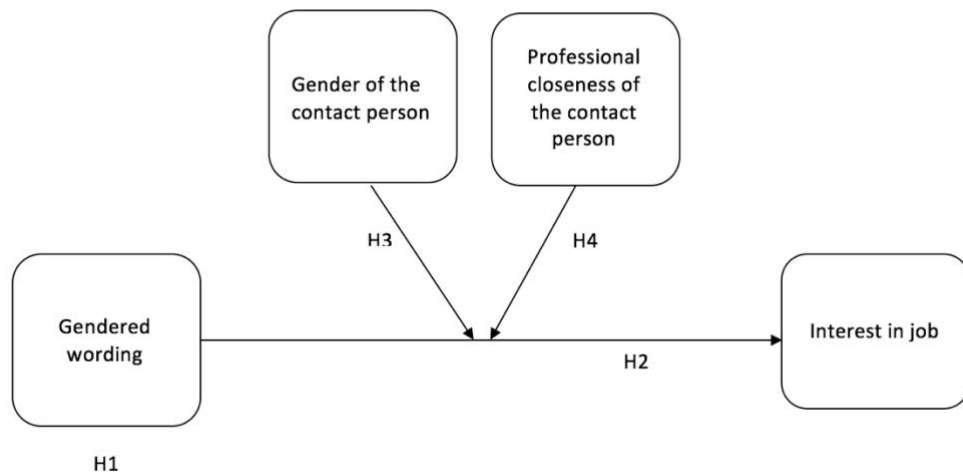 Gender of the
contact person
Professional
closeness of
the contact
person
H3
H4
Gendered
wording
Interest in job
H2
H1